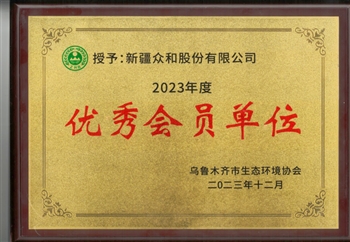 授予:新疆众和股份有限公司
2023年度
优秀会员单位
乌鲁木齐市生态环境协会
二〇二三年十二月